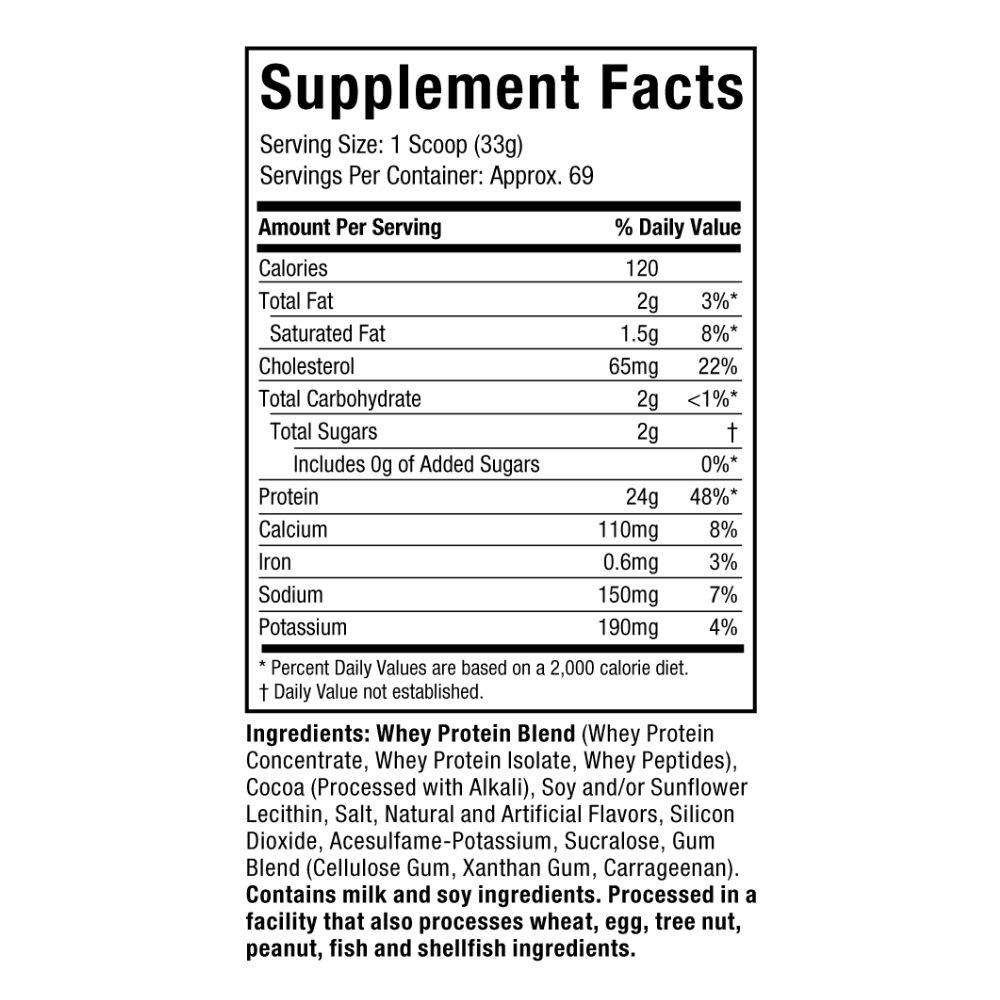 Supplement Facts
Serving Size: 1 Scoop (33g)
Servings Per Container: Approx. 69
Amount Per Serving % Daily Value
Calories 120
Total Fat 2g 3%*
Saturated Fat 1.5g 8%*
Cholesterol 65mg 22%
Total Carbohydrate 2g <1%*
Total Sugars 2g †
Includes 0g of Added Sugars 0%*
Protein 24g 48%*
Calcium 110mg 8%
Iron 0.6mg 3%
Sodium 150mg 7%
Potassium 190mg 4%
* Percent Daily Values are based on a 2,000 calorie diet.
† Daily Value not established.
Ingredients: Whey Protein Blend (Whey Protein
Concentrate, Whey Protein Isolate, Whey Peptides),
Cocoa (Processed with Alkali), Soy and/or Sunflower
Lecithin, Salt, Natural and Artificial Flavors, Silicon
Dioxide, Acesulfame-Potassium, Sucralose, Gum
Blend (Cellulose Gum, Xanthan Gum, Carrageenan).
Contains milk and soy ingredients. Processed in a
facility that also processes wheat, egg, tree nut,
peanut, fish and shellfish ingredients.